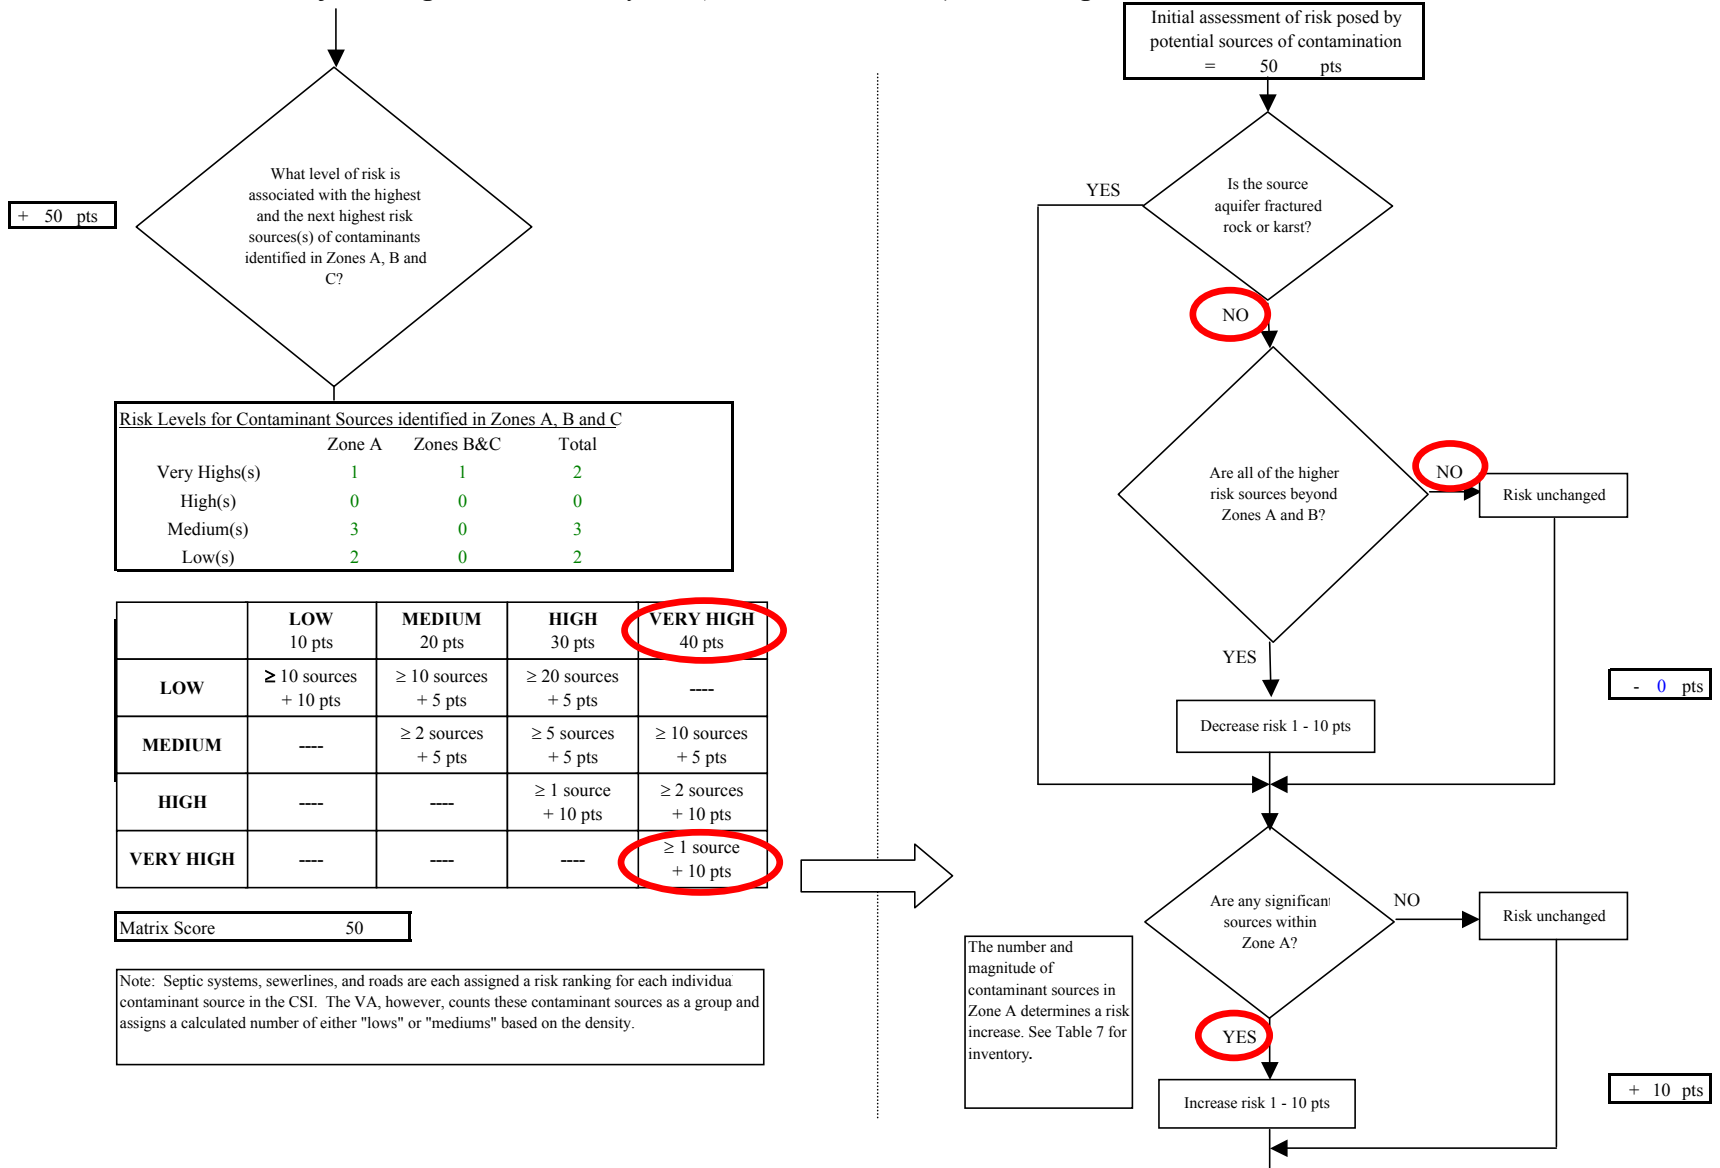 What level of risk is
associated with the highest
and the next highest risk
sources(s) of contaminants
identified in Zones A, B and
C?
+ 50 pts
Risk Levels for Contaminant Sources identified in Zones A, B and C
Zone A Zones B&C Total
Very Highs(s) 1 1 2
High(s) 0 0 0
Medium(s) 3 0 3
Low(s) 2 0 2
LOW MEDIUM HIGH VERY HIGH
10 pts 20 pts 30 pts 40 pts
LOW ≥ 10 sources ≥ 10 sources ≥ 20 sources ----
+ 10 pts + 5 pts + 5 pts
MEDIUM ---- ≥ 2 sources ≥ 5 sources ≥ 10 sources
+ 5 pts + 5 pts + 5 pts
HIGH ---- ---- ≥ 1 source ≥ 2 sources
+ 10 pts + 10 pts
VERY HIGH ---- ---- ---- ≥ 1 source
+ 10 pts
Matrix Score 50
Note: Septic systems, sewerlines, and roads are each assigned a risk ranking for each individua
contaminant source in the CSI. The VA, however, counts these contaminant sources as a group and
assigns a calculated number of either "lows" or "mediums" based on the density.
Initial assessment of risk posed by
potential sources of contamination
= 50 pts
Is the source
aquifer fractured
rock or karst?
YES
NO
Are all of the higher
risk sources beyond
Zones A and B?
NO
Risk unchanged
YES
Decrease risk 1 - 10 pts
- 0 pts
Are any significant
sources within
Zone A?
NO
Risk unchanged
The number and
magnitude of
contaminant sources in
Zone A determines a risk
increase. See Table 7 for
inventory.
YES
Increase risk 1 - 10 pts
+ 10 pts